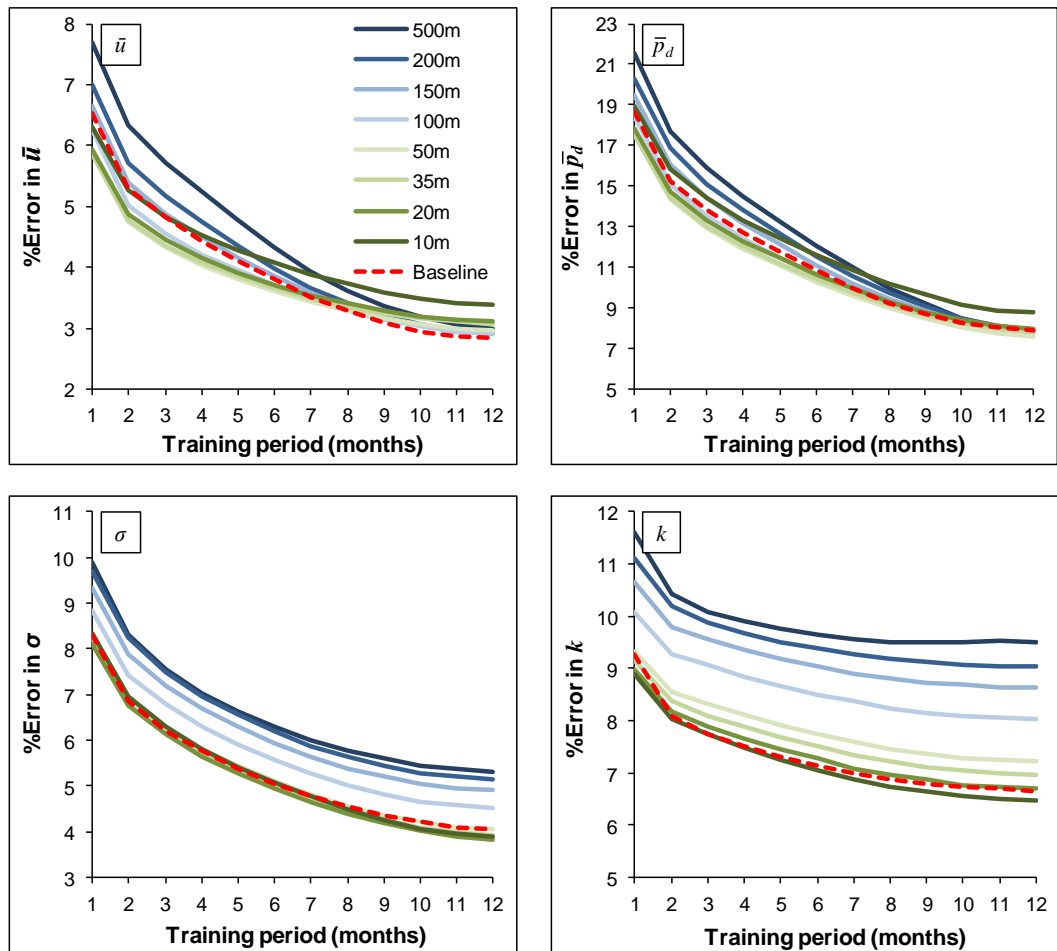 ū
%Error in ū
8
7
6
5
4
3
2
1 2 3 4 5 6 7 8 9 10 11 12
Training period (months)
500m
200m
150m
100m
50m
35m
20m
10m
Baseline
p̄d
%Error in p̄d
23
21
19
17
15
13
11
9
7
5
1 2 3 4 5 6 7 8 9 10 11 12
Training period (months)
σ
%Error in σ
11
10
9
8
7
6
5
4
3
1 2 3 4 5 6 7 8 9 10 11 12
Training period (months)
k
%Error in k
12
11
10
9
8
7
6
5
1 2 3 4 5 6 7 8 9 10 11 12
Training period (months)